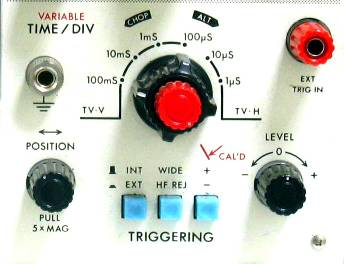 VARIABLE
TIME / DIV
CHOP
ALT
1mS
100µS
10mS
10µS
100mS
1µS
TV-V
TV-H
EXT
TRIG IN
↔
POSITION
PULL
5 × MAG
INT
WIDE
+
EXT
HF REJ
−
CAL'D
LEVEL
0
−
+
TRIGGERING